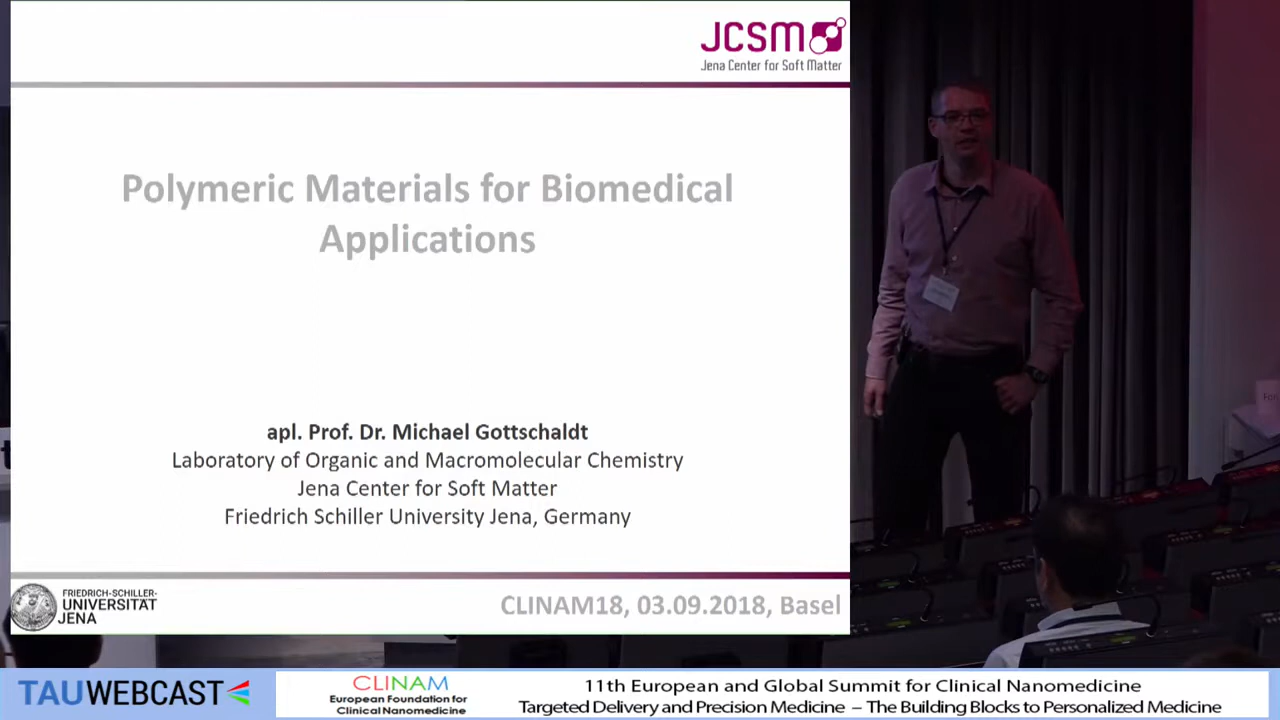 JCSM
Jena Center for Soft Matter
Polymeric Materials for Biomedical
Applications
apl. Prof. Dr. Michael Gottschaldt
Laboratory of Organic and Macromolecular Chemistry
Jena Center for Soft Matter
Friedrich Schiller University Jena, Germany
FRIEDRICH-SCHILLER-
UNIVERSITÄT
JENA
CLINAM18, 03.09.2018, Basel
TAUWEBCAST
CLINAM
European Foundation for
Clinical Nanomedicine
11th European and Global Summit for Clinical Nanomedicine
Targeted Delivery and Precision Medicine – The Building Blocks to Personalized Medicine